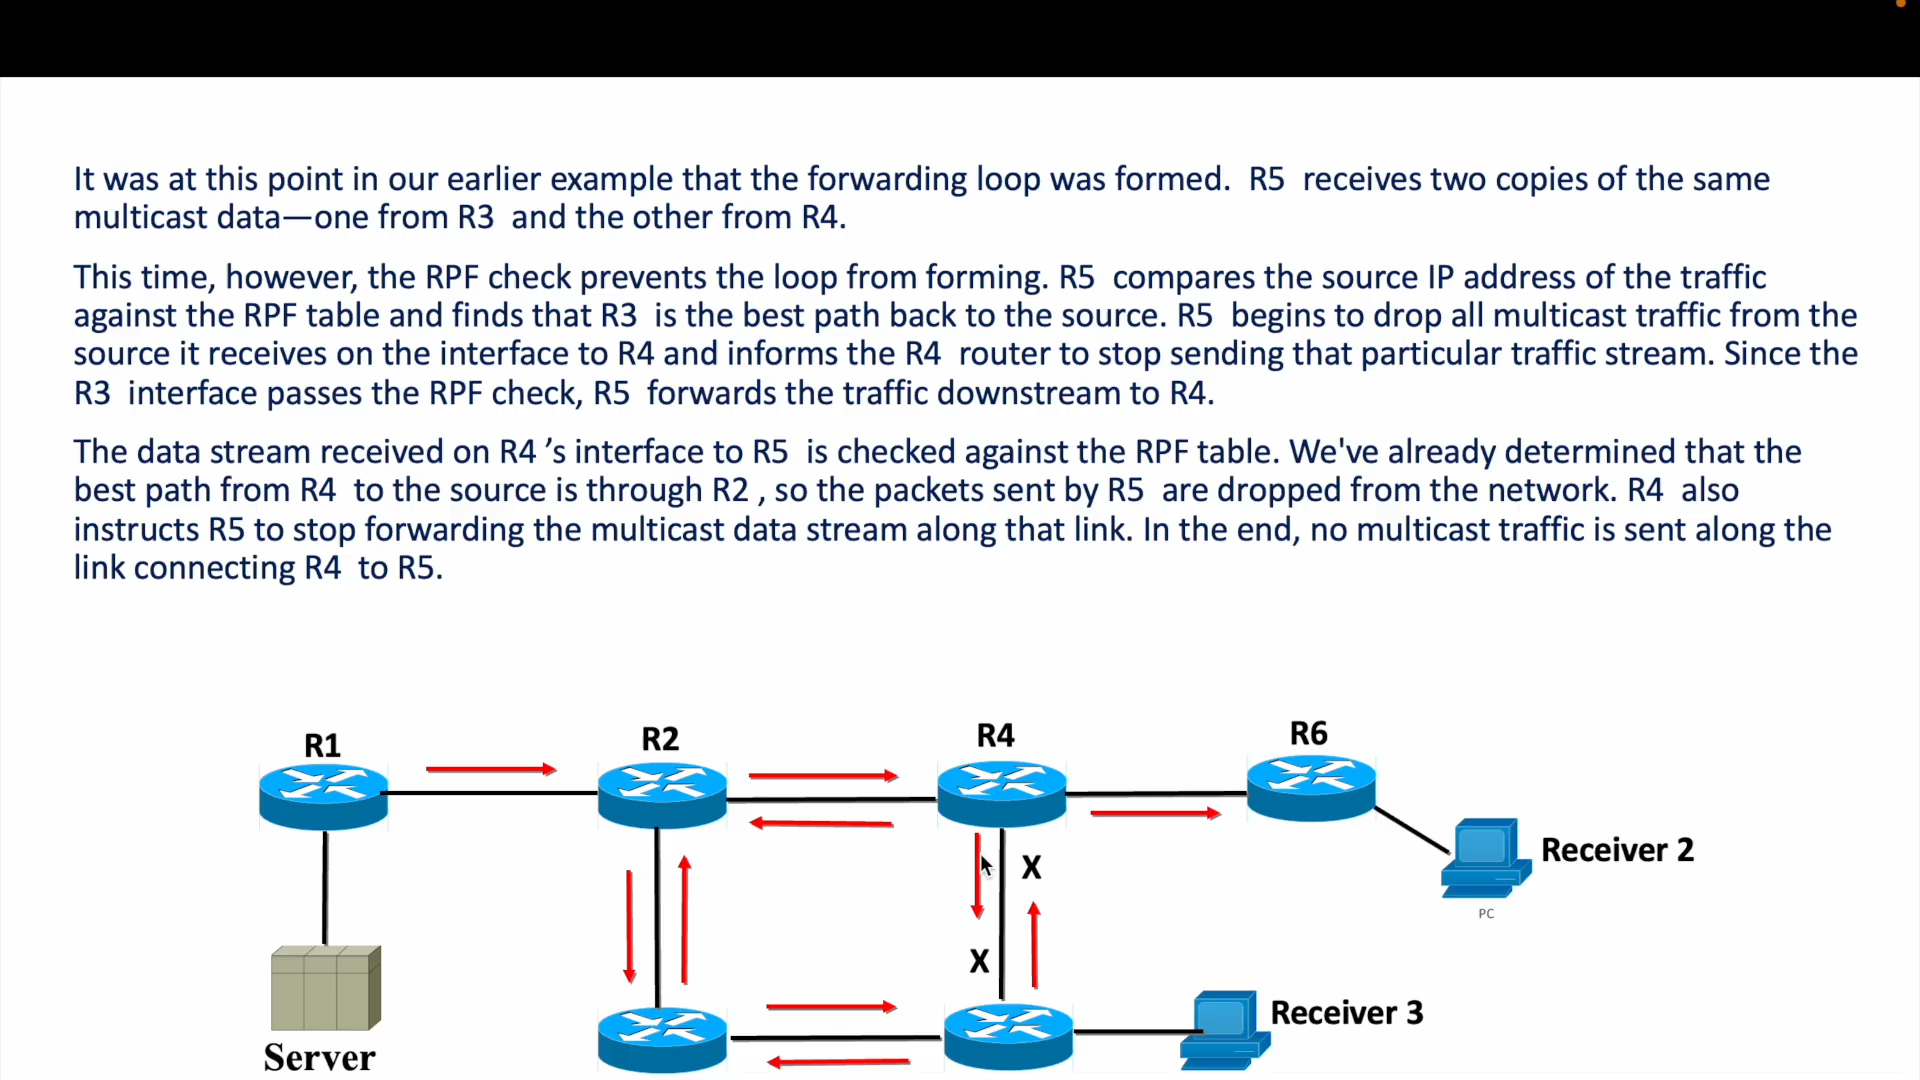 It was at this point in our earlier example that the forwarding loop was formed.  R5  receives two copies of the same
multicast data—one from R3  and the other from R4.
This time, however, the RPF check prevents the loop from forming. R5  compares the source IP address of the traffic
against the RPF table and finds that R3  is the best path back to the source. R5  begins to drop all multicast traffic from the
source it receives on the interface to R4 and informs the R4  router to stop sending that particular traffic stream. Since the
R3  interface passes the RPF check, R5  forwards the traffic downstream to R4.
The data stream received on R4 ’s interface to R5  is checked against the RPF table. We've already determined that the
best path from R4  to the source is through R2 , so the packets sent by R5  are dropped from the network. R4  also
instructs R5 to stop forwarding the multicast data stream along that link. In the end, no multicast traffic is sent along the
link connecting R4  to R5.
R1
R2
R4
R6
X
Receiver 2
PC
X
Receiver 3
Server